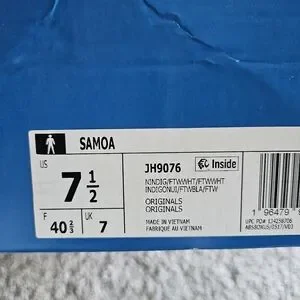 SAMOA
US
7 1/2
F
40 2/3
UK
7
JH9076
Inside
NINDIG/FTWWHT/FTWWHT
INDIGONUI/FTWBLA/FTW
ORIGINALS
ORIGINALS
MADE IN VIETNAM
FABRIQUÉ AU VIETNAM
1 96479 9